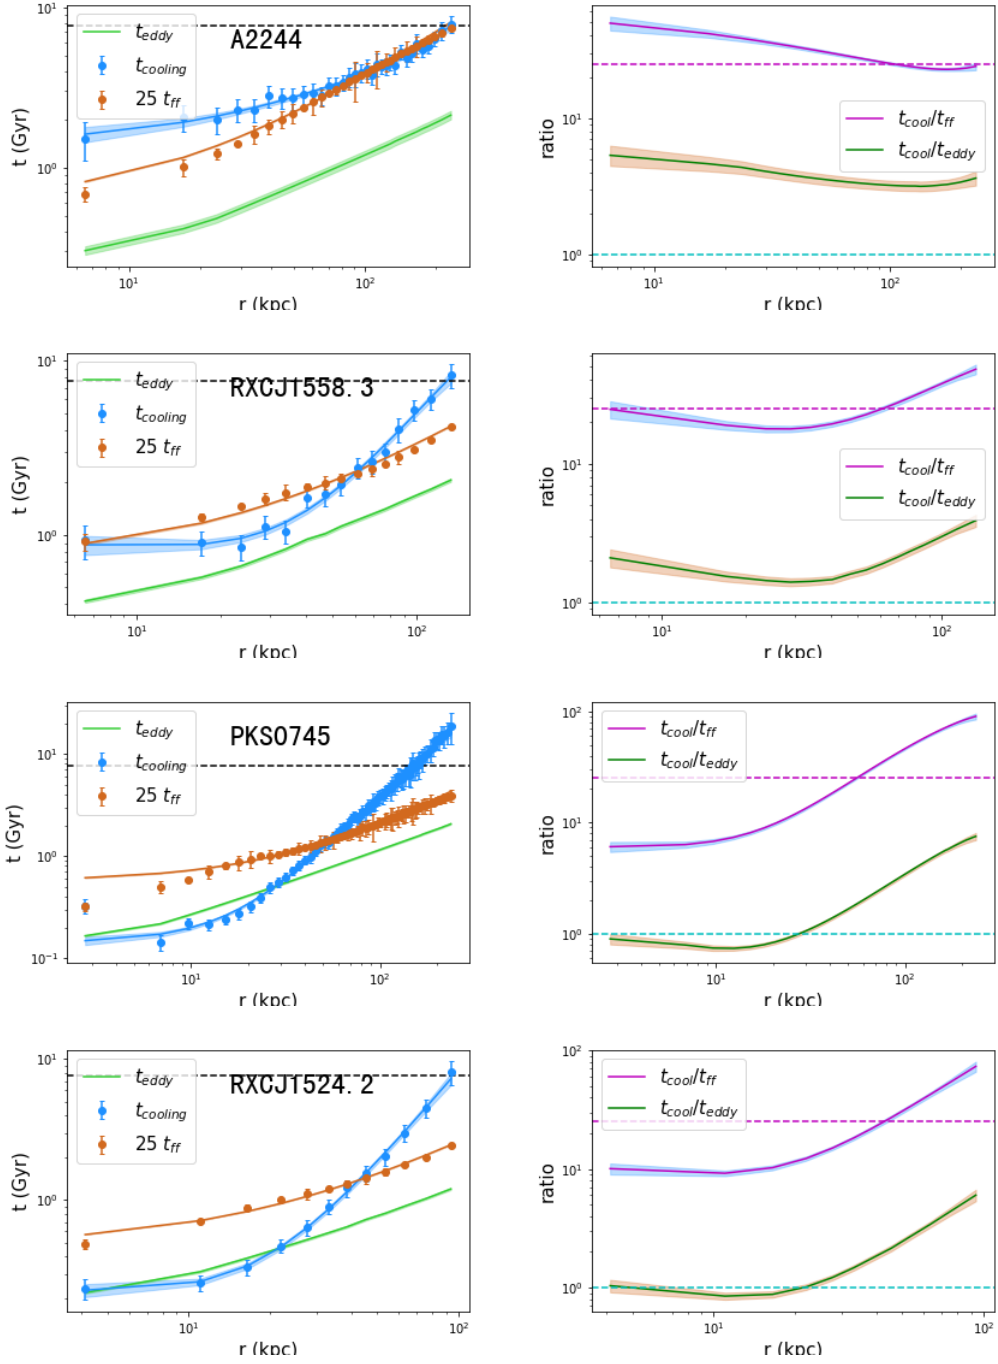 10¹
t_eddy
A2244
t_cooling
25 t_ff
t (Gyr)
10⁰
10¹
10²
r (kpc)
ratio
10¹
t_cool/t_ff
t_cool/t_eddy
10⁰
10¹
10²
r (kpc)
10¹
t_eddy
RXCJ1558.3
t_cooling
25 t_ff
t (Gyr)
10⁰
10¹
10²
r (kpc)
ratio
10¹
t_cool/t_ff
t_cool/t_eddy
10⁰
10¹
10²
r (kpc)
t_eddy
PKS0745
10¹
t_cooling
25 t_ff
t (Gyr)
10⁰
10⁻¹
10¹
10²
r (kpc)
10²
t_cool/t_ff
t_cool/t_eddy
ratio
10¹
10⁰
10¹
10²
r (kpc)
10¹
t_eddy
RXCJ1524.2
t_cooling
25 t_ff
t (Gyr)
10⁰
10¹
10²
r (kpc)
10²
t_cool/t_ff
t_cool/t_eddy
ratio
10¹
10⁰
10¹
10²
r (kpc)